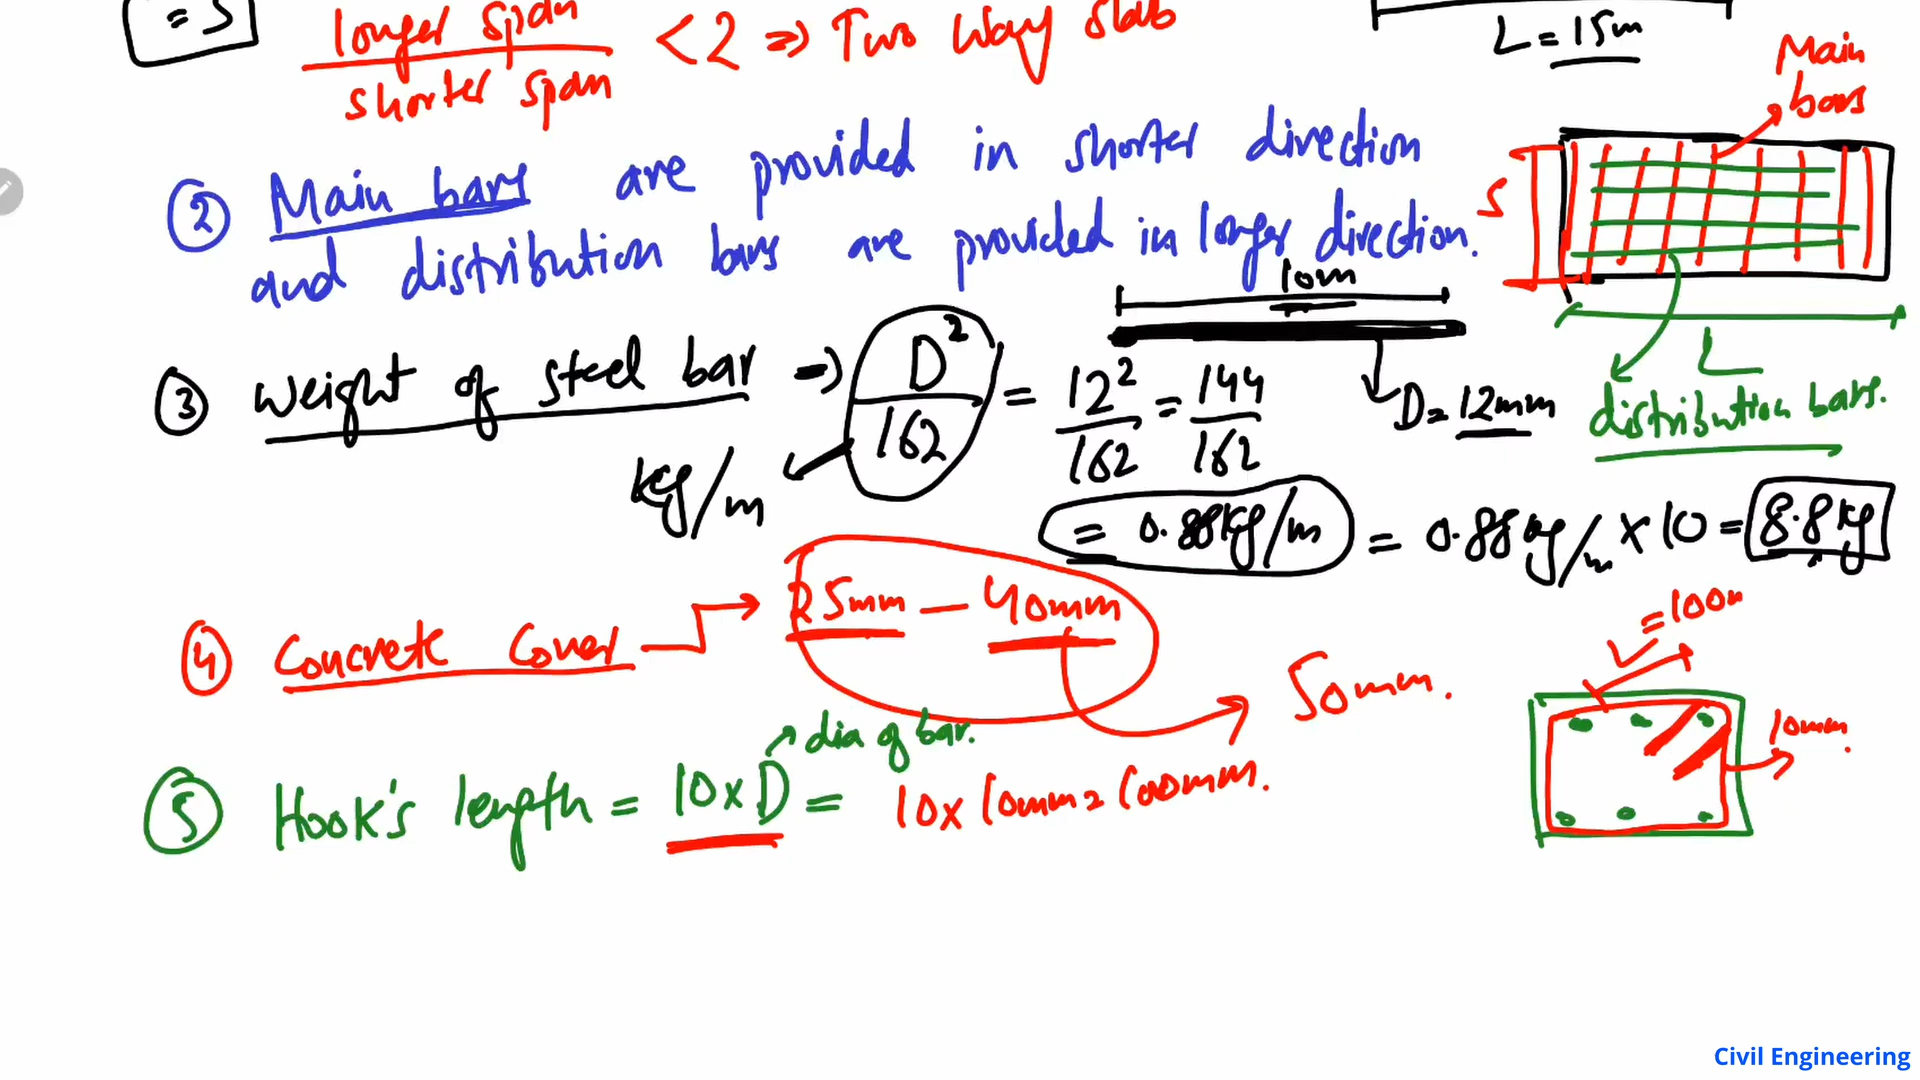 = S
longer span
shorter span
< 2 => Two Way slab
L = 15m
Main
bars
② Main bars are provided in shorter direction
and distribution bars are provided in longer direction.
S
L
distribution bars.
10m
③ Weight of steel bar => D²/162 = 12²/162 = 144/162
D = 12mm
kg/m
= 0.88kg/m = 0.88kg/m × 10 = 8.8kg
④ Concrete Cover → 25mm — 40mm
50mm.
= 100m
10mm.
dia of bar.
⑤ Hook's length = 10×D = 10× 10mm = 100mm.
Civil Engineering